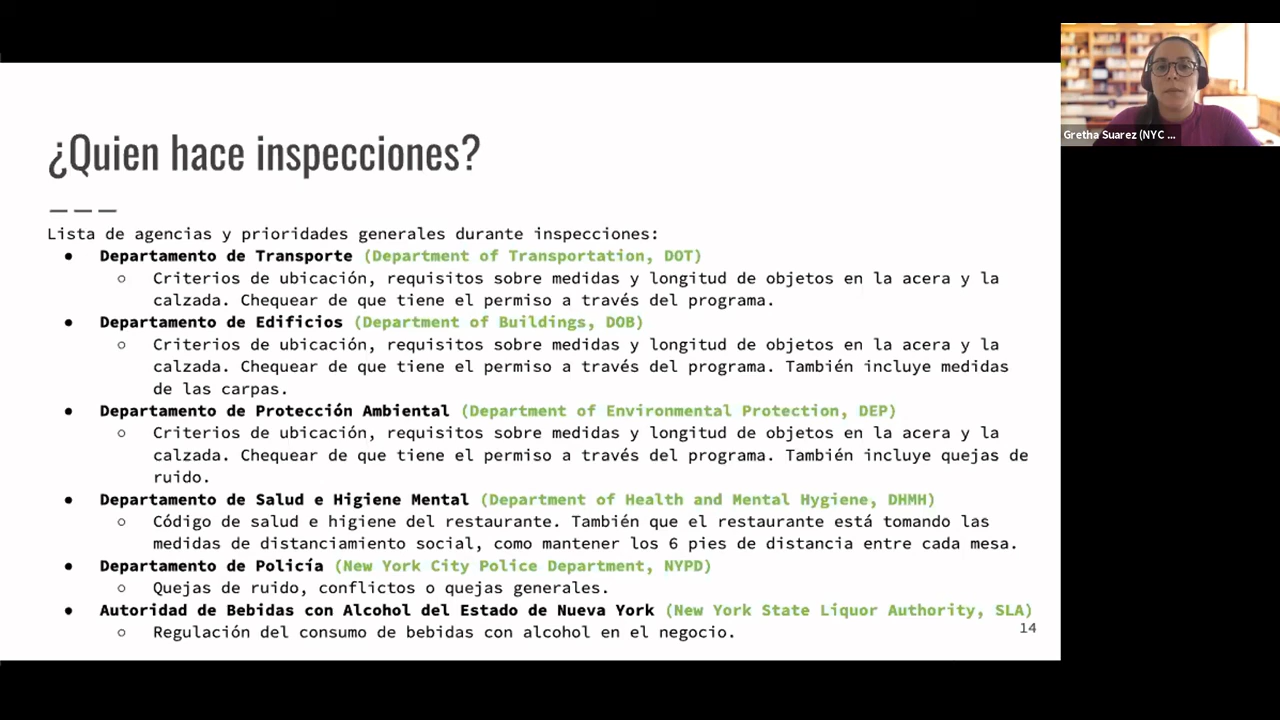 ¿Quien hace inspecciones?
Lista de agencias y prioridades generales durante inspecciones:
● Departamento de Transporte (Department of Transportation, DOT)
○ Criterios de ubicación, requisitos sobre medidas y longitud de objetos en la acera y la
calzada. Chequear de que tiene el permiso a través del programa.
● Departamento de Edificios (Department of Buildings, DOB)
○ Criterios de ubicación, requisitos sobre medidas y longitud de objetos en la acera y la
calzada. Chequear de que tiene el permiso a través del programa. También incluye medidas
de las carpas.
● Departamento de Protección Ambiental (Department of Environmental Protection, DEP)
○ Criterios de ubicación, requisitos sobre medidas y longitud de objetos en la acera y la
calzada. Chequear de que tiene el permiso a través del programa. También incluye quejas de
ruido.
● Departamento de Salud e Higiene Mental (Department of Health and Mental Hygiene, DHMH)
○ Código de salud e higiene del restaurante. También que el restaurante está tomando las
medidas de distanciamiento social, como mantener los 6 pies de distancia entre cada mesa.
● Departamento de Policía (New York City Police Department, NYPD)
○ Quejas de ruido, conflictos o quejas generales.
● Autoridad de Bebidas con Alcohol del Estado de Nueva York (New York State Liquor Authority, SLA)
○ Regulación del consumo de bebidas con alcohol en el negocio.
14
Gretha Suarez (NYC ...